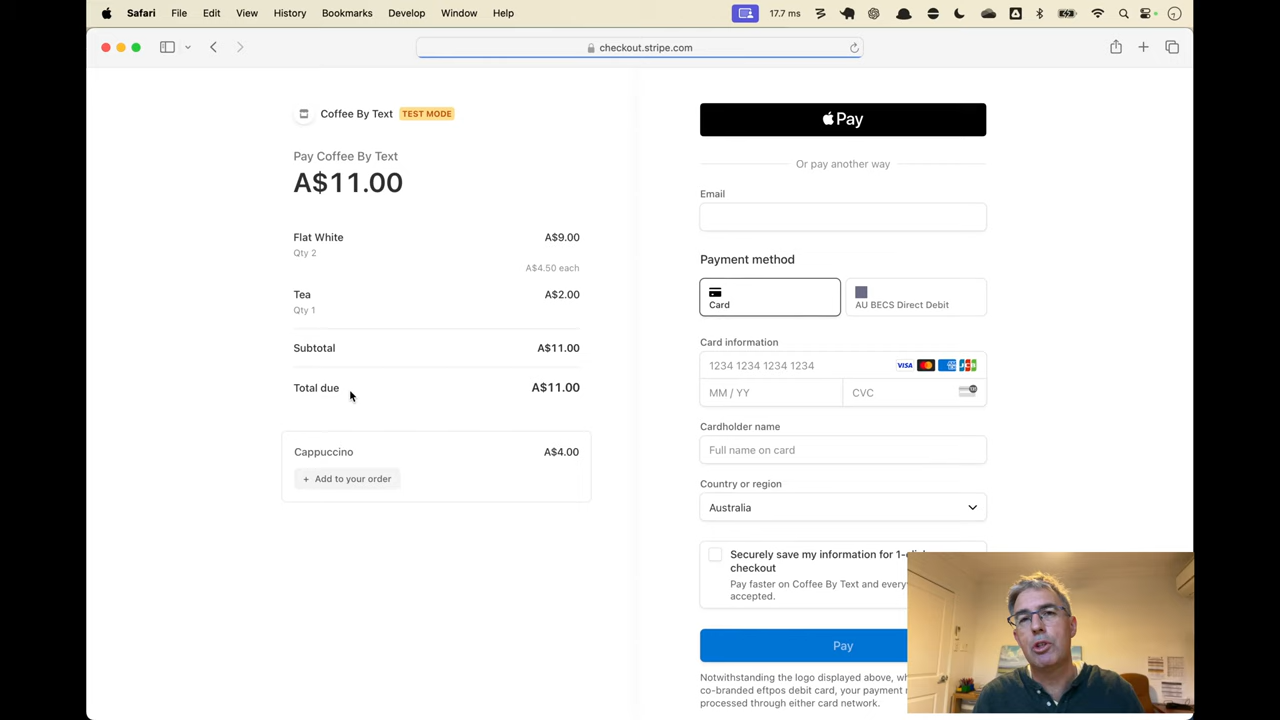 Safari File Edit View History Bookmarks Develop Window Help 17.7 ms
checkout.stripe.com
Coffee By Text TEST MODE
Pay Coffee By Text
A$11.00
Flat White A$9.00
Qty 2
A$4.50 each
Tea A$2.00
Qty 1
Subtotal A$11.00
Total due A$11.00
Cappuccino A$4.00
+ Add to your order
Pay
Or pay another way
Email
Payment method
Card
AU BECS Direct Debit
Card information
1234 1234 1234 1234 VISA
MM / YY CVC
Cardholder name
Full name on card
Country or region
Australia
Securely save my information for 1-click
checkout
Pay faster on Coffee By Text and every
accepted.
Pay
Notwithstanding the logo displayed above, wh
co-branded eftpos debit card, your payment
processed through either card network.